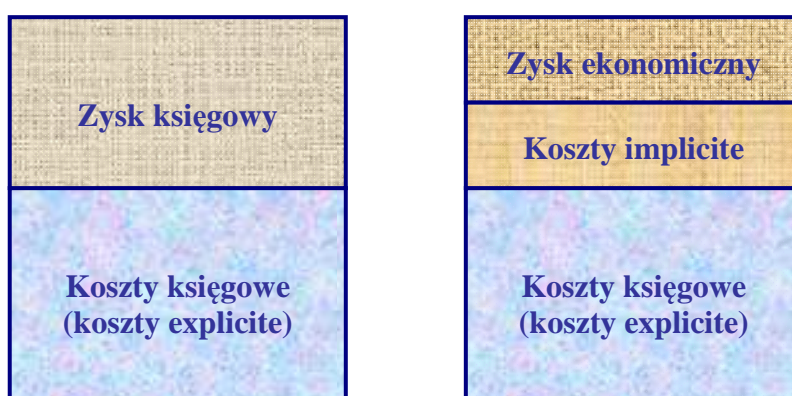 Zysk księgowy
Koszty księgowe
(koszty explicite)
Zysk ekonomiczny
Koszty implicite
Koszty księgowe
(koszty explicite)